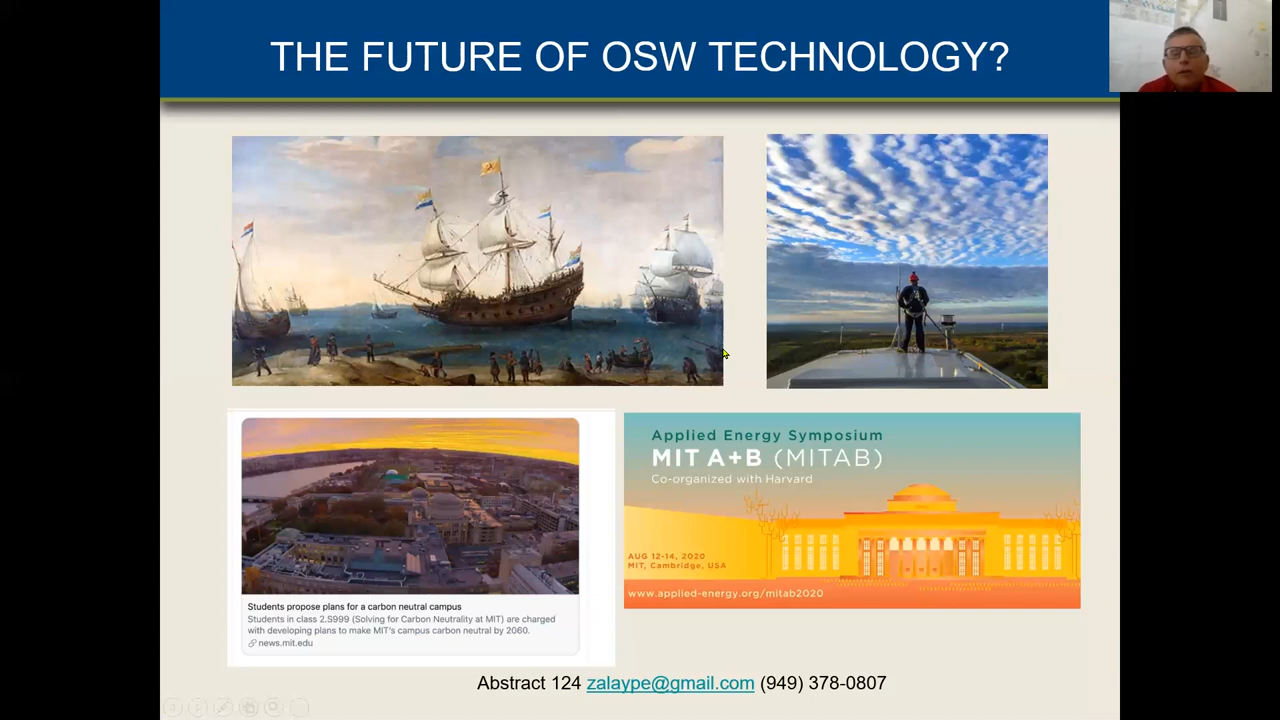 THE FUTURE OF OSW TECHNOLOGY?
Applied Energy Symposium
MIT A+B (MITAB)
Co-organized with Harvard
AUG 12-14, 2020
MIT, Cambridge, USA
www.applied-energy.org/mitab2020
Students propose plans for a carbon neutral campus
Students in class 2.S999 (Solving for Carbon Neutrality at MIT) are charged
with developing plans to make MIT's campus carbon neutral by 2060.
news.mit.edu
Abstract 124 zalaype@gmail.com (949) 378-0807